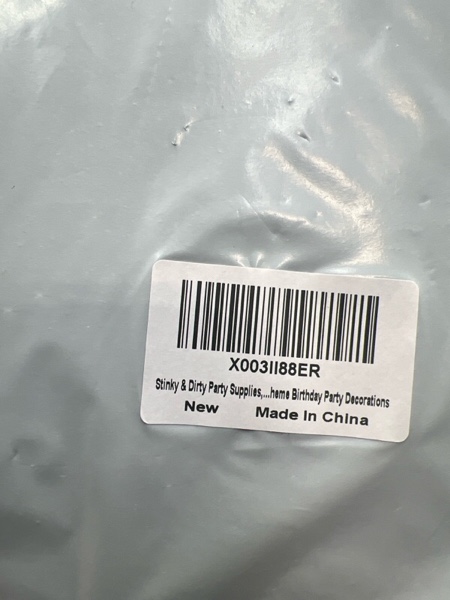 X003II88ER
Stinky & Dirty Party Supplies,...heme Birthday Party Decorations
New Made In China